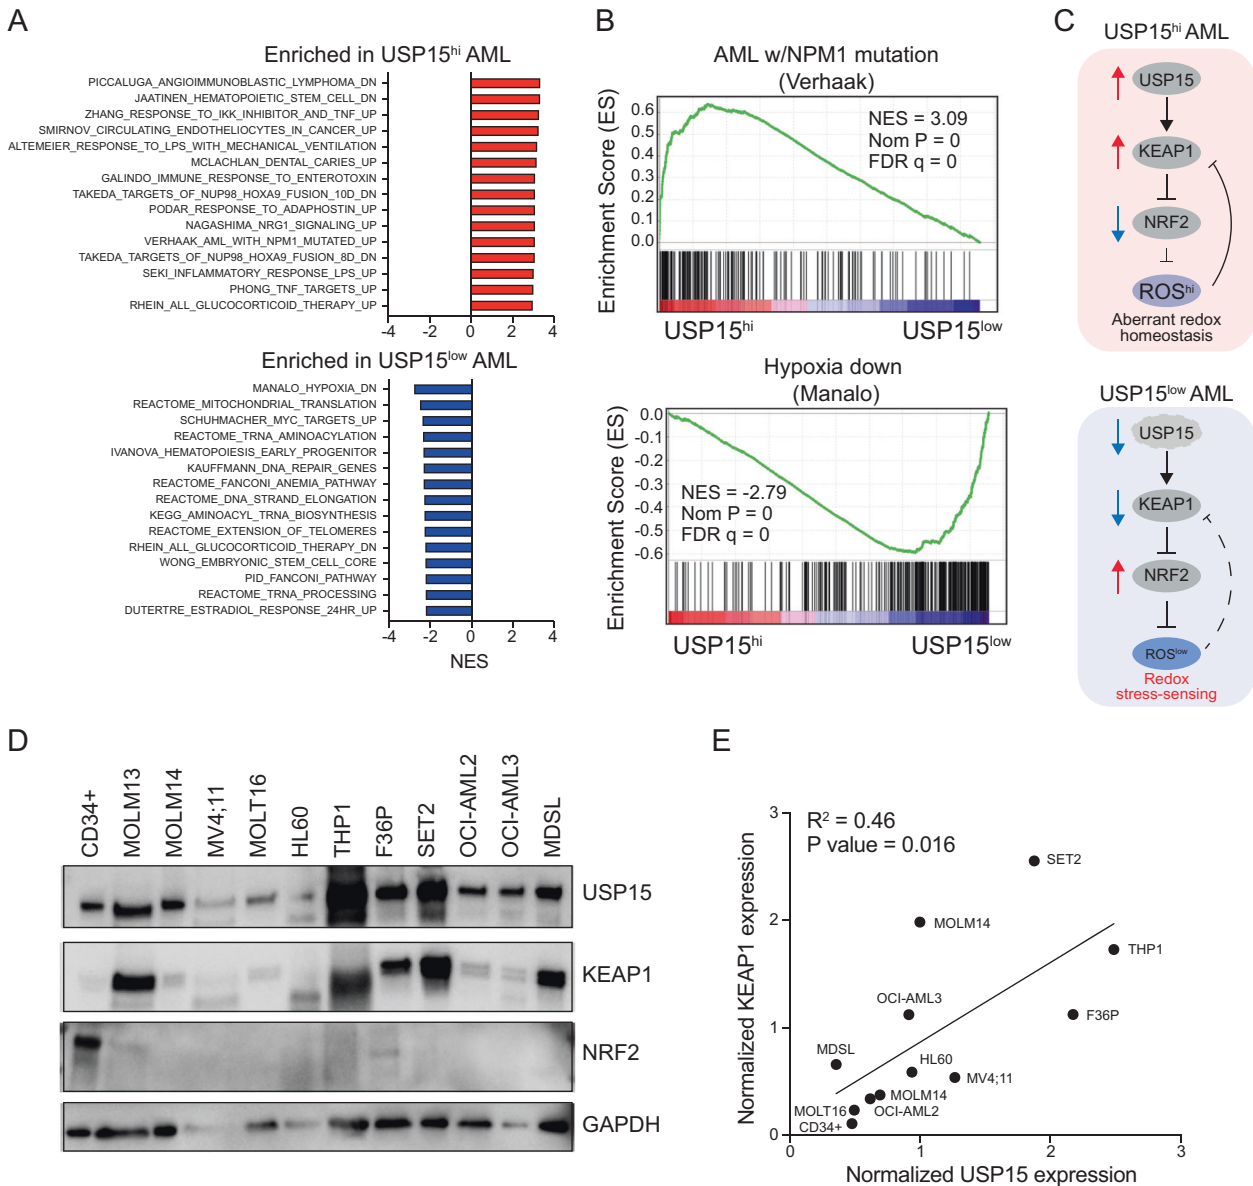 A
Enriched in USP15hi AML
PICCALUGA_ANGIOIMMUNOBLASTIC_LYMPHOMA_DN
JAATINEN_HEMATOPOIETIC_STEM_CELL_DN
ZHANG_RESPONSE_TO_IKK_INHIBITOR_AND_TNF_UP
SMIRNOV_CIRCULATING_ENDOTHELIOCYTES_IN_CANCER_UP
ALTEMEIER_RESPONSE_TO_LPS_WITH_MECHANICAL_VENTILATION
MCLACHLAN_DENTAL_CARIES_UP
GALINDO_IMMUNE_RESPONSE_TO_ENTEROTOXIN
TAKEDA_TARGETS_OF_NUP98_HOXA9_FUSION_10D_DN
PODAR_RESPONSE_TO_ADAPHOSTIN_UP
NAGASHIMA_NRG1_SIGNALING_UP
VERHAAK_AML_WITH_NPM1_MUTATED_UP
TAKEDA_TARGETS_OF_NUP98_HOXA9_FUSION_8D_DN
SEKI_INFLAMMATORY_RESPONSE_LPS_UP
PHONG_TNF_TARGETS_UP
RHEIN_ALL_GLUCOCORTICOID_THERAPY_UP
-4 -2 0 2 4
Enriched in USP15low AML
MANALO_HYPOXIA_DN
REACTOME_MITOCHONDRIAL_TRANSLATION
SCHUHMACHER_MYC_TARGETS_UP
REACTOME_TRNA_AMINOACYLATION
IVANOVA_HEMATOPOIESIS_EARLY_PROGENITOR
KAUFFMANN_DNA_REPAIR_GENES
REACTOME_FANCONI_ANEMIA_PATHWAY
REACTOME_DNA_STRAND_ELONGATION
KEGG_AMINOACYL_TRNA_BIOSYNTHESIS
REACTOME_EXTENSION_OF_TELOMERES
RHEIN_ALL_GLUCOCORTICOID_THERAPY_DN
WONG_EMBRYONIC_STEM_CELL_CORE
PID_FANCONI_PATHWAY
REACTOME_TRNA_PROCESSING
DUTERTRE_ESTRADIOL_RESPONSE_24HR_UP
-4 -2 0 2 4
NES
B
AML w/NPM1 mutation
(Verhaak)
Enrichment Score (ES)
0.6
0.5
0.4
0.3
0.2
0.1
0.0
NES = 3.09
Nom P = 0
FDR q = 0
USP15hi USP15low
Hypoxia down
(Manalo)
Enrichment Score (ES)
0.0
-0.1
-0.2
-0.3
-0.4
-0.5
-0.6
NES = -2.79
Nom P = 0
FDR q = 0
USP15hi USP15low
C
USP15hi AML
USP15
KEAP1
NRF2
ROShi
Aberrant redox
homeostasis
USP15low AML
USP15
KEAP1
NRF2
ROSlow
Redox
stress-sensing
D
CD34+
MOLM13
MOLM14
MV4;11
MOLT16
HL60
THP1
F36P
SET2
OCI-AML2
OCI-AML3
MDSL
USP15
KEAP1
NRF2
GAPDH
E
Normalized KEAP1 expression
3
2
1
0
R2 = 0.46
P value = 0.016
SET2
MOLM14
THP1
OCI-AML3
F36P
MDSL
HL60
MV4;11
MOLM14
MOLT16
OCI-AML2
CD34+
0 1 2 3
Normalized USP15 expression